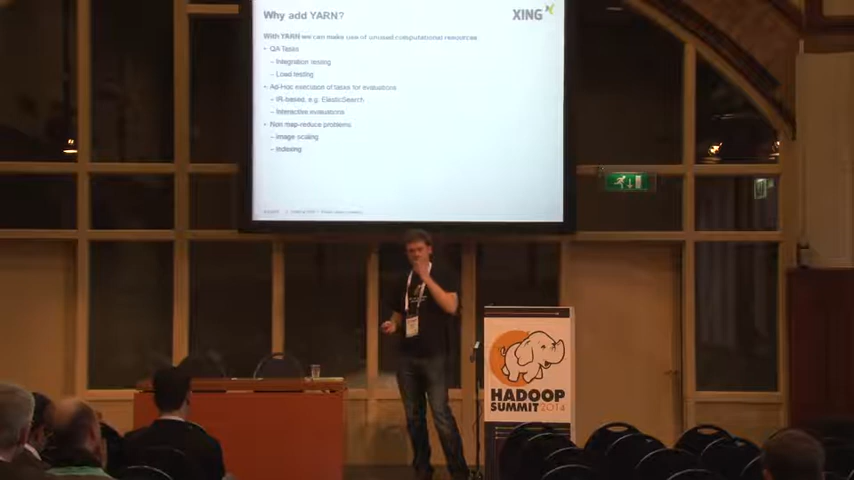 Why add YARN?
XING
With YARN we can make use of unused computational resources
• QA Tasks
– Integration testing
– Load testing
• Ad-Hoc execution of tasks for evaluations
– IR-based, e.g. ElasticSearch
– Interactive evaluations
• Non map-reduce problems
– Image scaling
– Indexing
HADOOP
SUMMIT 2014